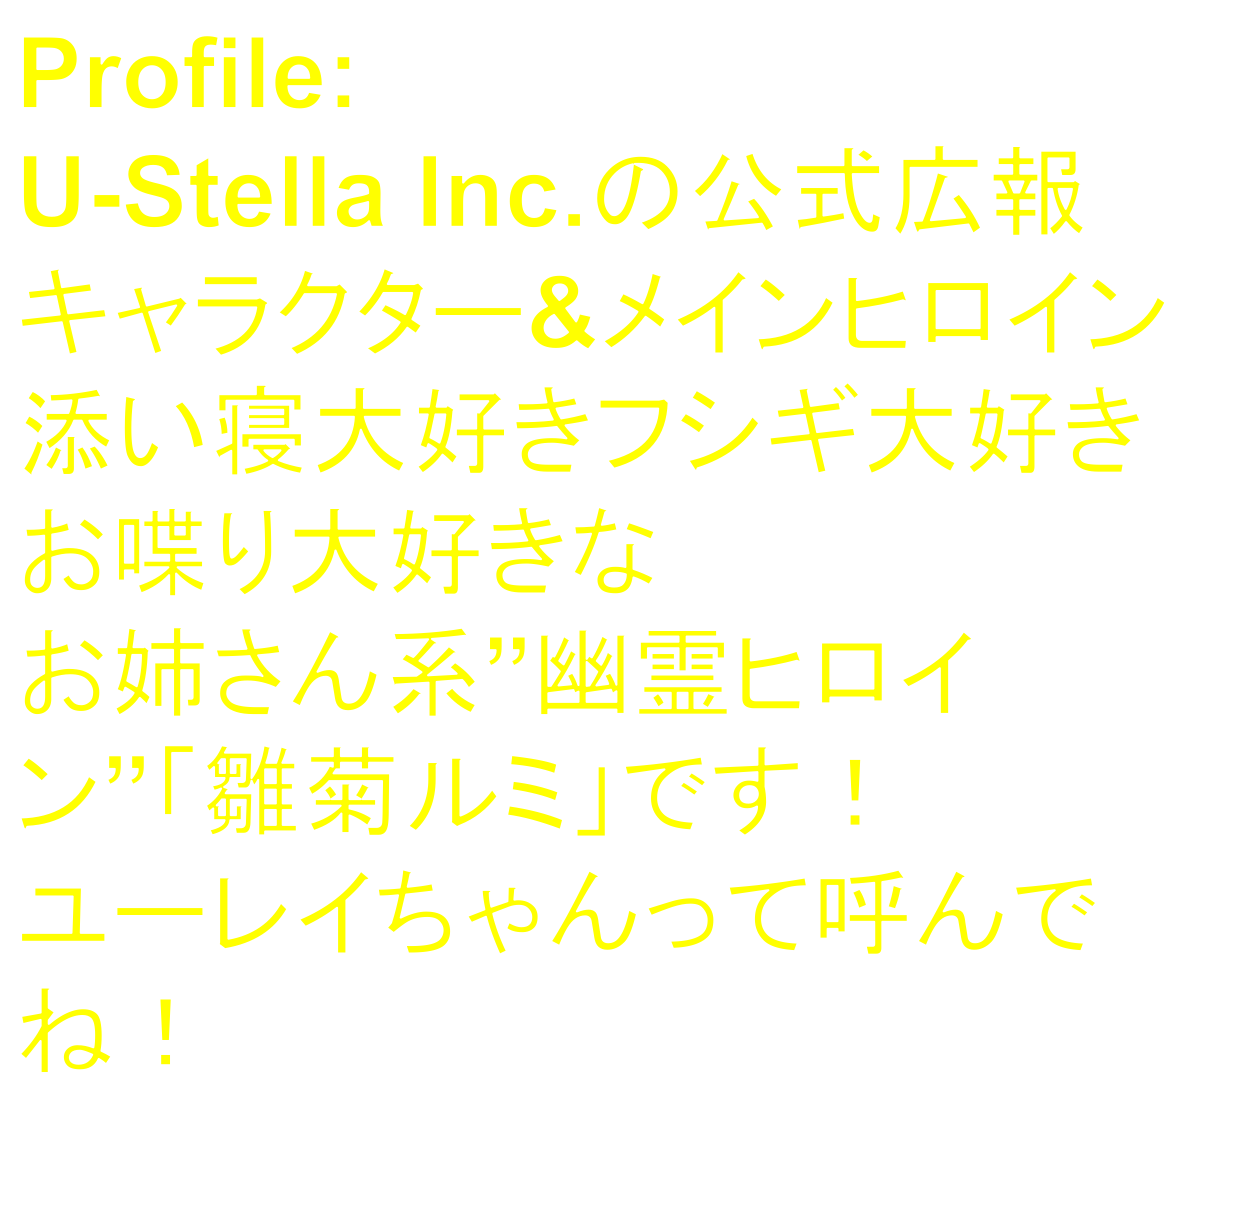 Profile:
U-Stella Inc.の公式広報
キャラクター&メインヒロイン
添い寝大好きフシギ大好き
お喋り大好きな
お姉さん系”幽霊ヒロイ
ン”「雛菊ルミ」です！
ユーレイちゃんって呼んで
ね！